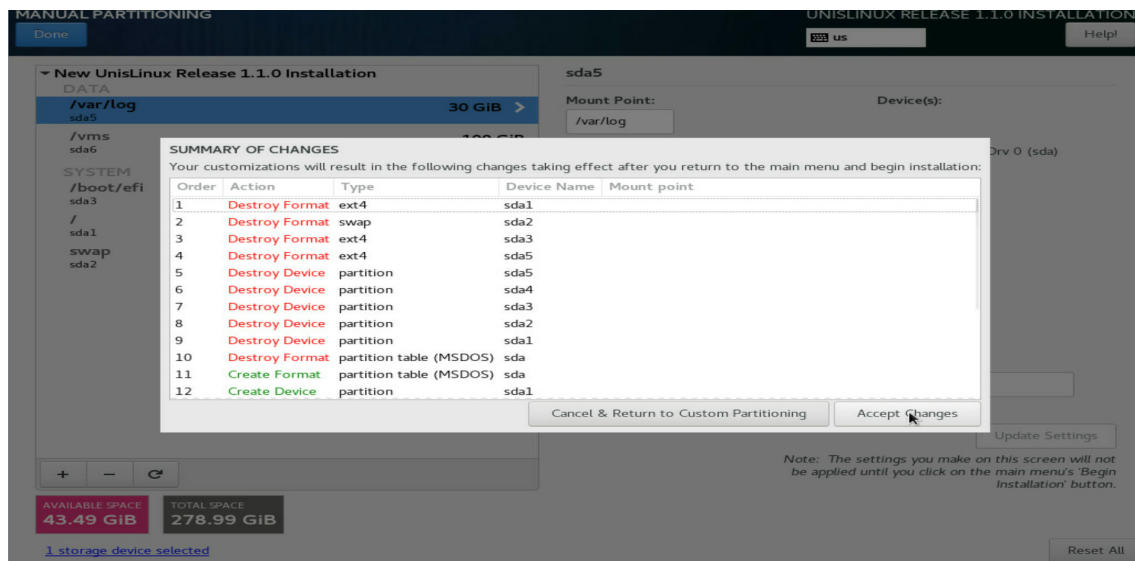 MANUAL PARTITIONING
UNISLINUX RELEASE 1.1.0 INSTALLATION
Done
us
Help!
New UnisLinux Release 1.1.0 Installation
DATA
/var/log
sda5
30 GiB
/vms
sda6
100 GiB
SYSTEM
/boot/efi
sda3
/
sda1
swap
sda2
sda5
Mount Point:
Device(s):
/var/log
Drv 0 (sda)
SUMMARY OF CHANGES
Your customizations will result in the following changes taking effect after you return to the main menu and begin installation:
Order Action Type Device Name Mount point
1 Destroy Format ext4 sda1
2 Destroy Format swap sda2
3 Destroy Format ext4 sda3
4 Destroy Format ext4 sda5
5 Destroy Device partition sda5
6 Destroy Device partition sda4
7 Destroy Device partition sda3
8 Destroy Device partition sda2
9 Destroy Device partition sda1
10 Destroy Format partition table (MSDOS) sda
11 Create Format partition table (MSDOS) sda
12 Create Device partition sda1
Cancel & Return to Custom Partitioning
Accept Changes
Update Settings
Note: The settings you make on this screen will not
be applied until you click on the main menu's 'Begin
Installation' button.
+ –
AVAILABLE SPACE
43.49 GiB
TOTAL SPACE
278.99 GiB
1 storage device selected
Reset All